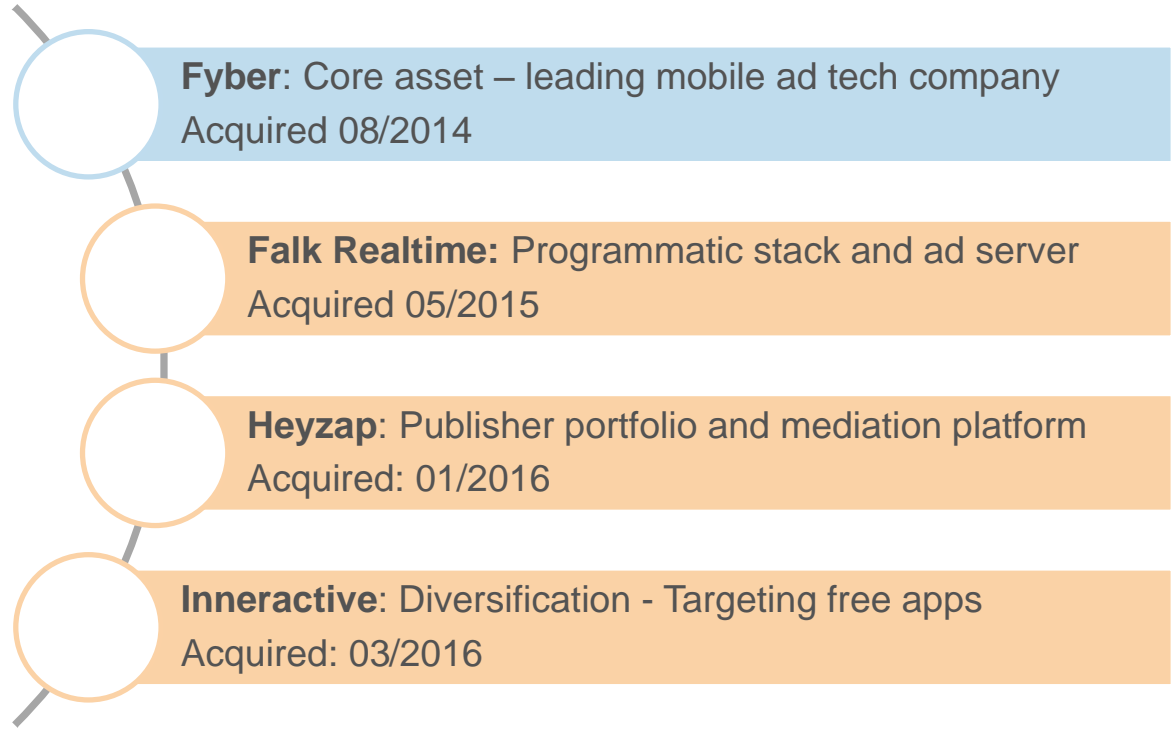 Fyber: Core asset – leading mobile ad tech company
Acquired 08/2014
Falk Realtime: Programmatic stack and ad server
Acquired 05/2015
Heyzap: Publisher portfolio and mediation platform
Acquired: 01/2016
Inneractive: Diversification - Targeting free apps
Acquired: 03/2016